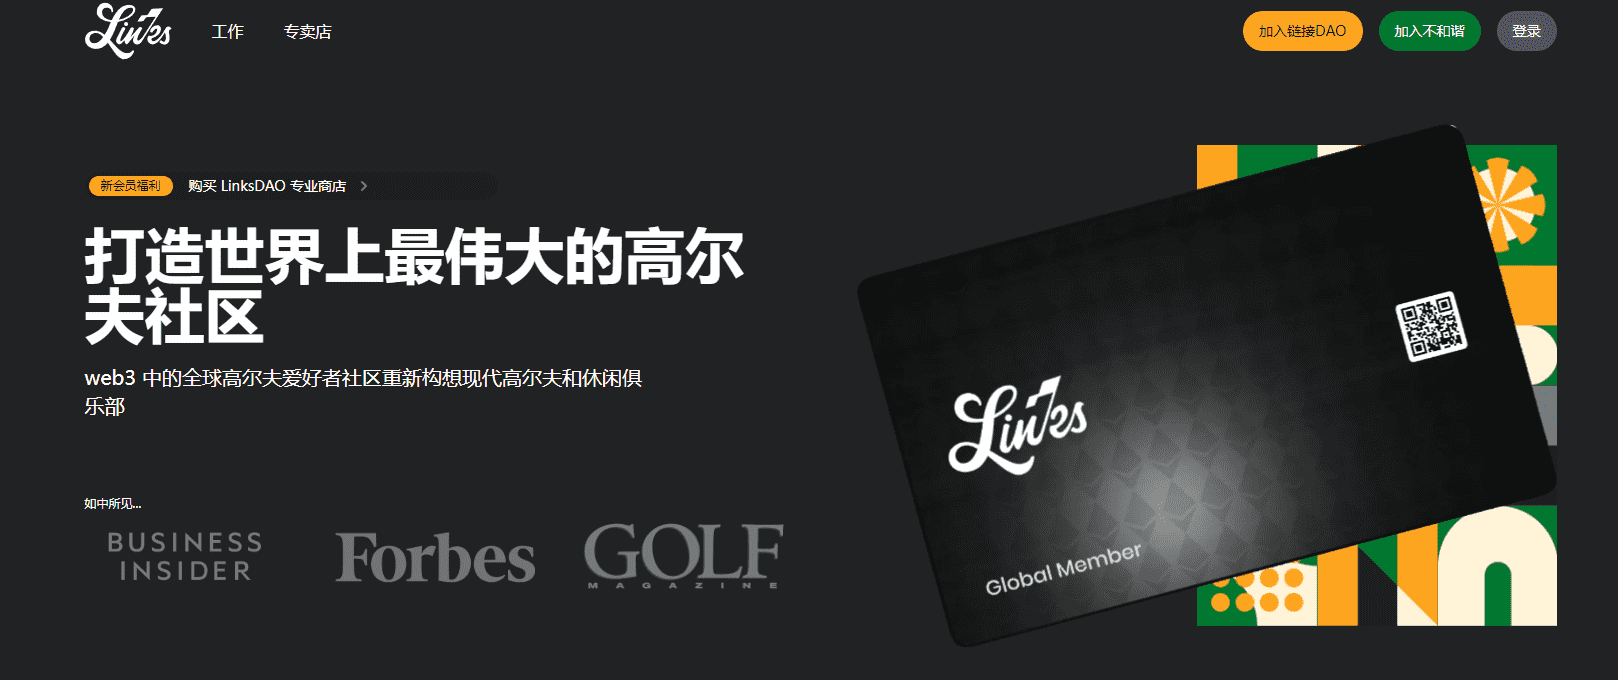 Links
工作
专卖店
加入链接DAO
加入不和谐
登录
新会员福利
购买 LinksDAO 专业商店
打造世界上最伟大的高尔
夫社区
web3 中的全球高尔夫爱好者社区重新构想现代高尔夫和休闲俱
乐部
如中所见...
BUSINESS
INSIDER
Forbes
GOLF
MAGAZINE
Links
Global Member